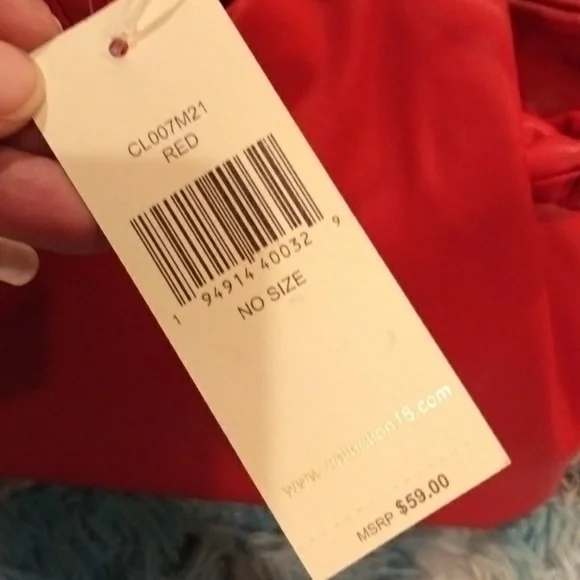 CL007M21
RED
1 94914 40032 9
NO SIZE
MSRP $59.00